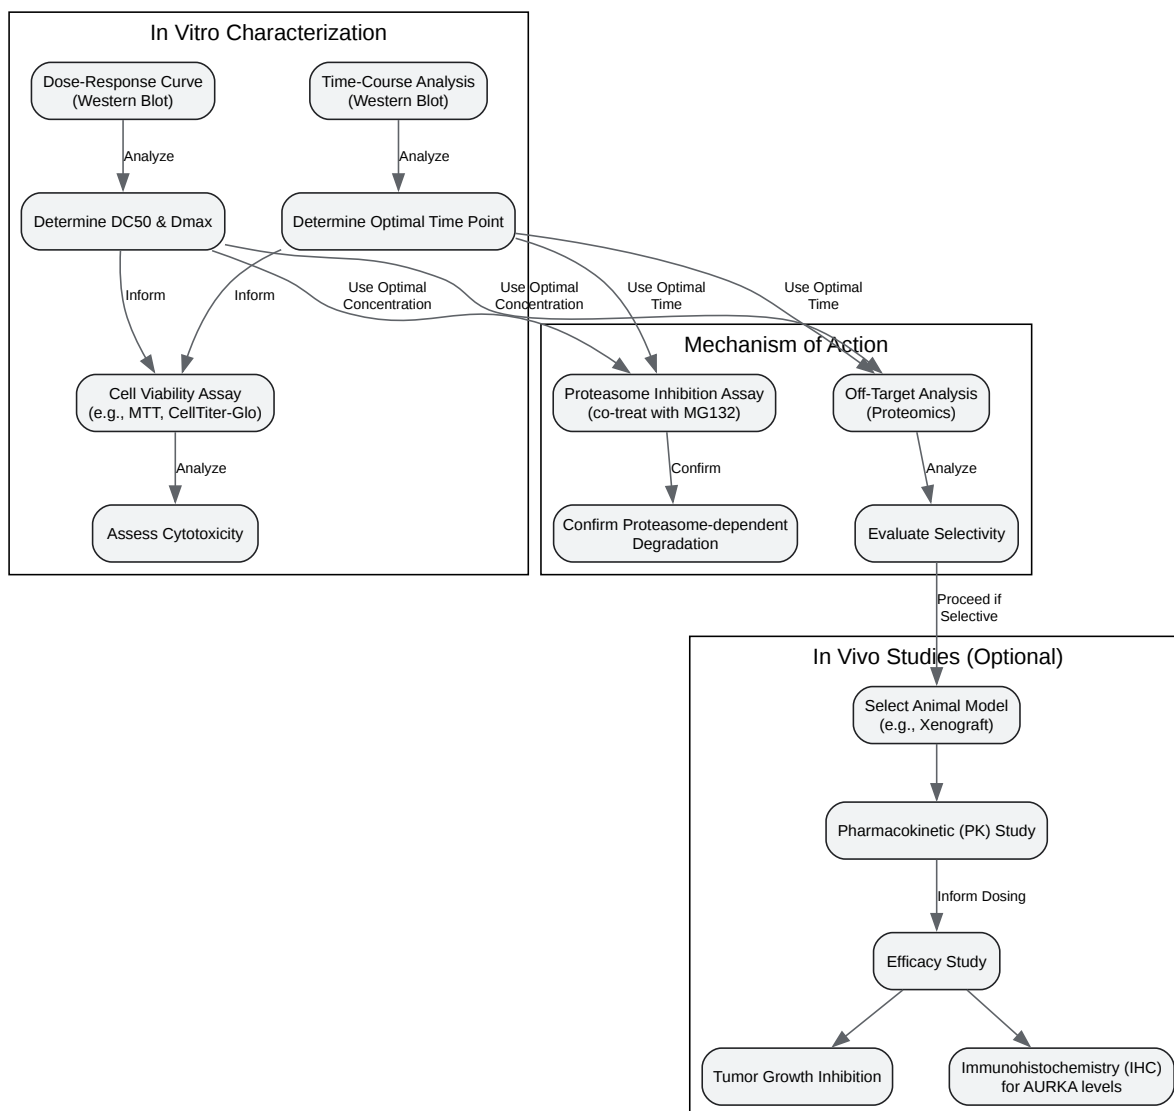 In Vitro Characterization
Dose-Response Curve
(Western Blot)
Time-Course Analysis
(Western Blot)
Analyze
Analyze
Determine DC50 & Dmax
Determine Optimal Time Point
Inform
Inform
Use Optimal
Concentration
Use Optimal
Concentration
Use Optimal
Time
Use Optimal
Time
Mechanism of Action
Cell Viability Assay
(e.g., MTT, CellTiter-Glo)
Proteasome Inhibition Assay
(co-treat with MG132)
Off-Target Analysis
(Proteomics)
Analyze
Confirm
Analyze
Assess Cytotoxicity
Confirm Proteasome-dependent
Degradation
Evaluate Selectivity
Proceed if
Selective
In Vivo Studies (Optional)
Select Animal Model
(e.g., Xenograft)
Pharmacokinetic (PK) Study
Inform Dosing
Efficacy Study
Tumor Growth Inhibition
Immunohistochemistry (IHC)
for AURKA levels